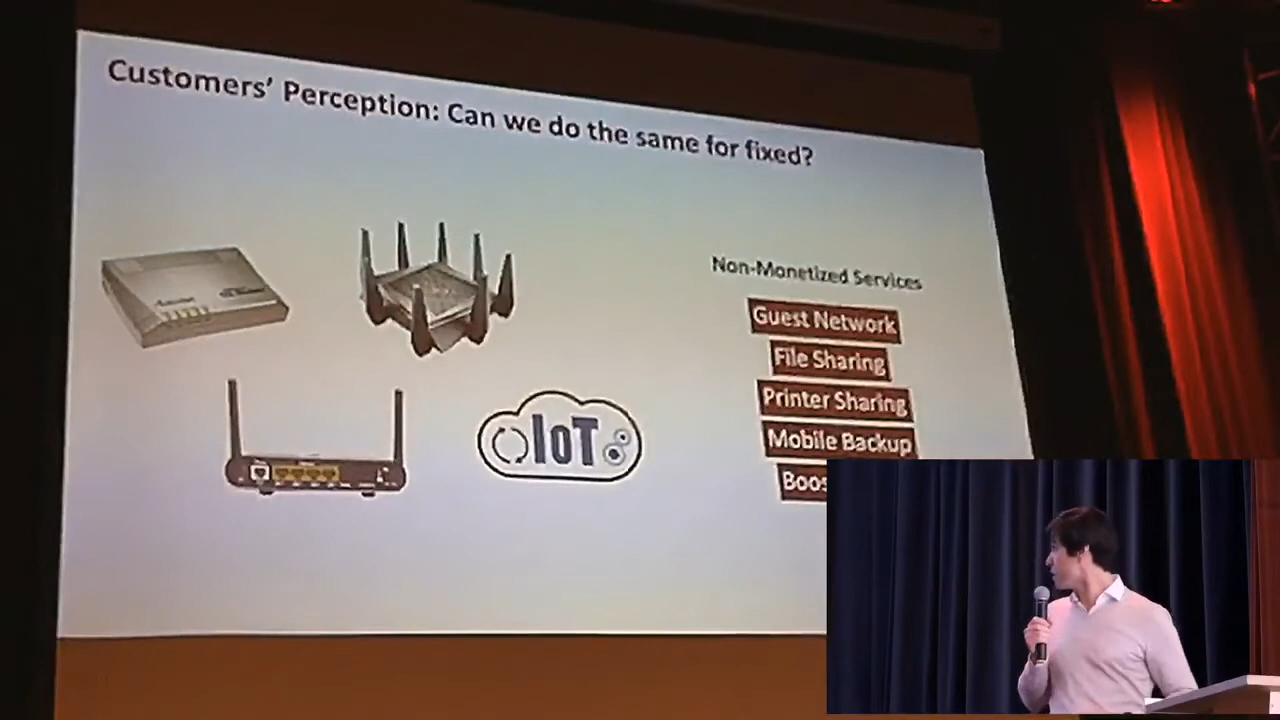 Customers' Perception: Can we do the same for fixed?
Non-Monetized Services
Guest Network
File Sharing
Printer Sharing
Mobile Backup
IoT